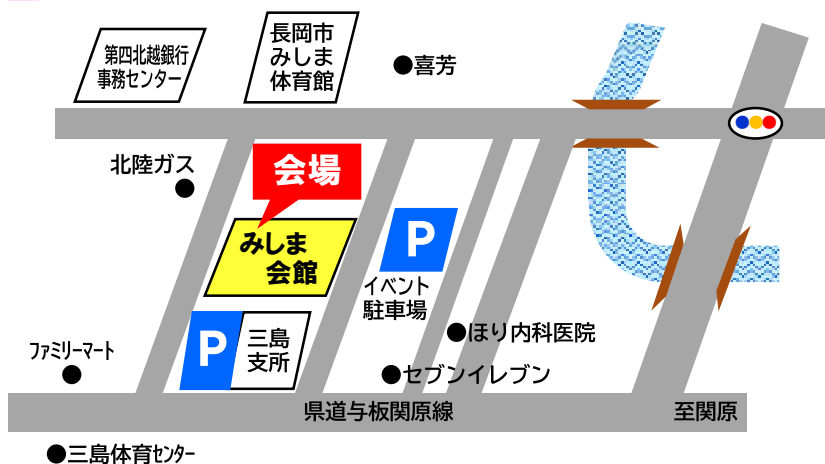 第四北越銀行
事務センター
長岡市
みしま
体育館
喜芳
北陸ガス
会場
みしま
会館
P
イベント
駐車場
P
三島
支所
ほり内科医院
ファミリーマート
セブンイレブン
県道与板関原線
至関原
三島体育センター